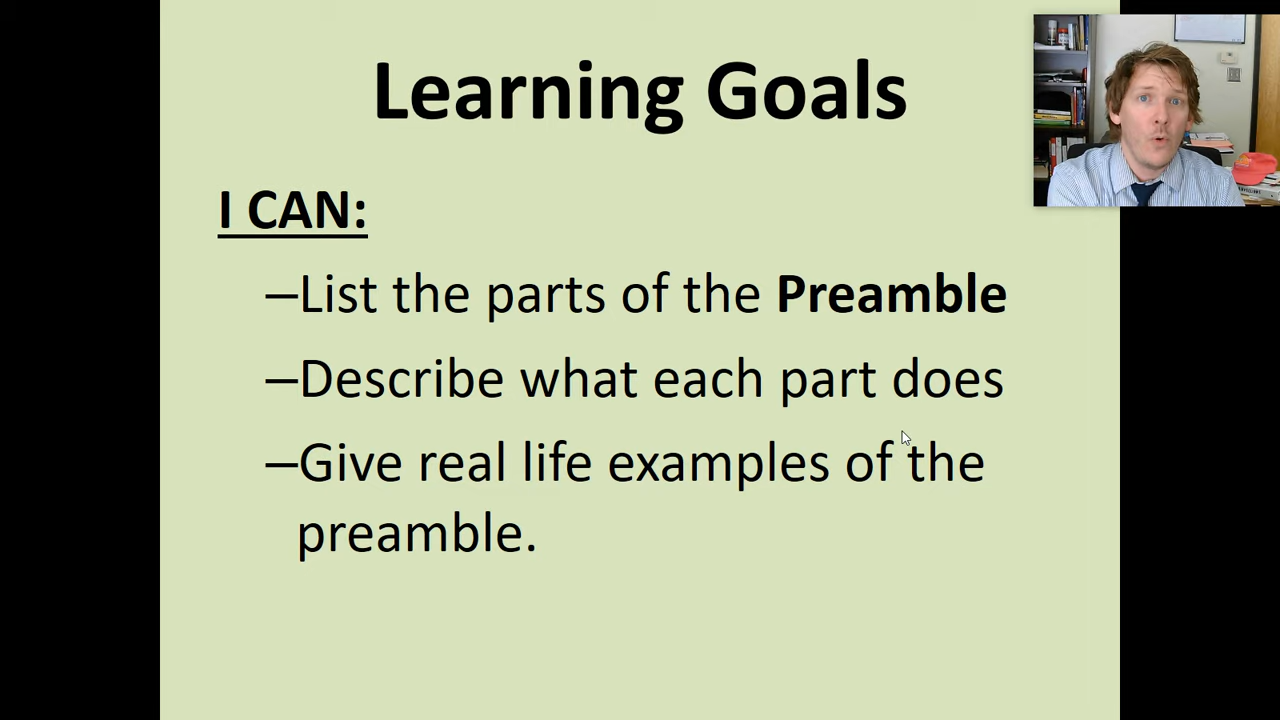 Learning Goals
I CAN:
–List the parts of the Preamble
–Describe what each part does
–Give real life examples of the
preamble.